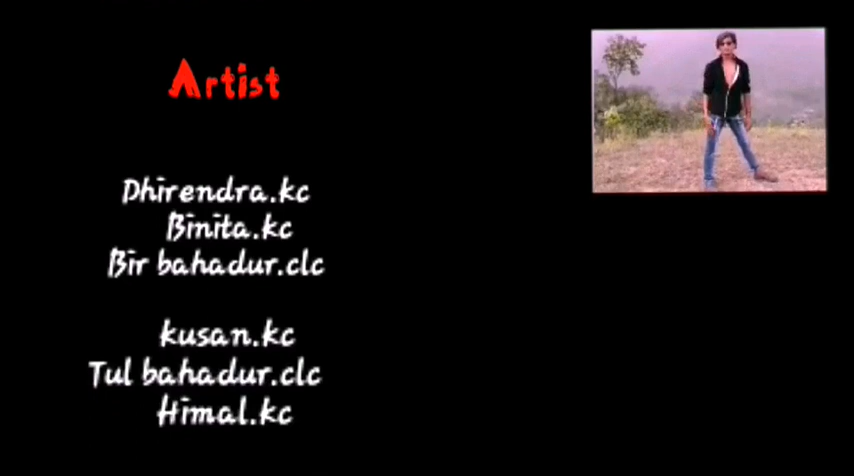 Artist
Dhirendra.kc
Binita.kc
Bir bahadur.clc
kusan.kc
Tul bahadur.clc
Himal.kc